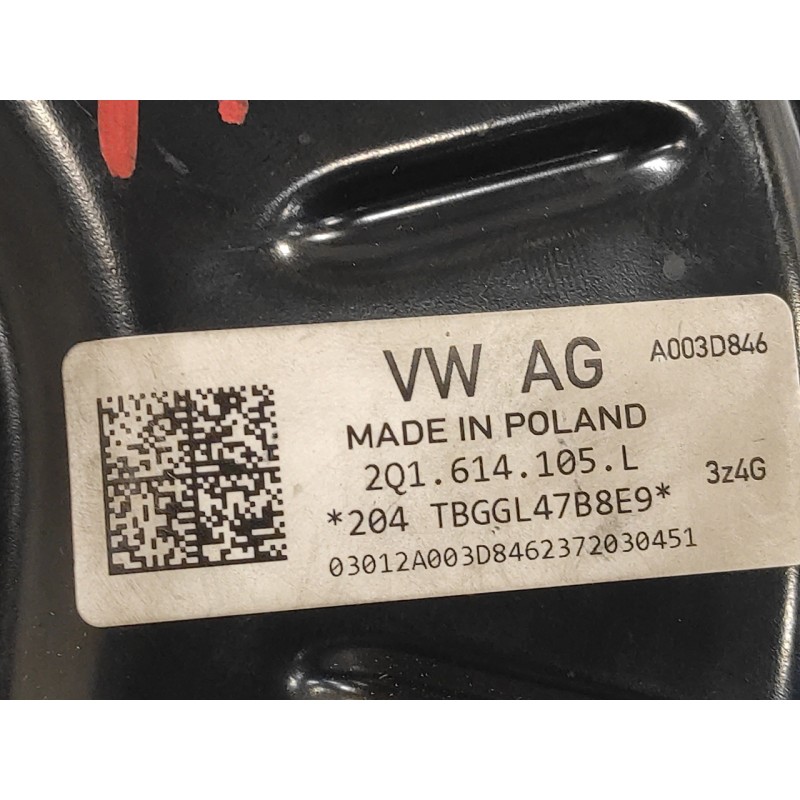 VW AG A003D846
MADE IN POLAND
2Q1.614.105.L 3z4G
*204 TBGGL47B8E9*
03012A003D8462372030451